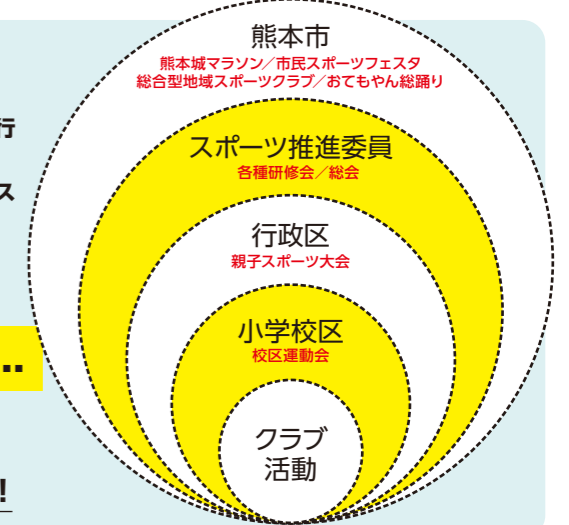 熊本市
熊本城マラソン／市民スポーツフェスタ
総合型地域スポーツクラブ／おてもやん総踊り
行
スポーツ推進委員
各種研修会／総会
ス
行政区
親子スポーツ大会
小学校区
校区運動会
…
クラブ
活動
!